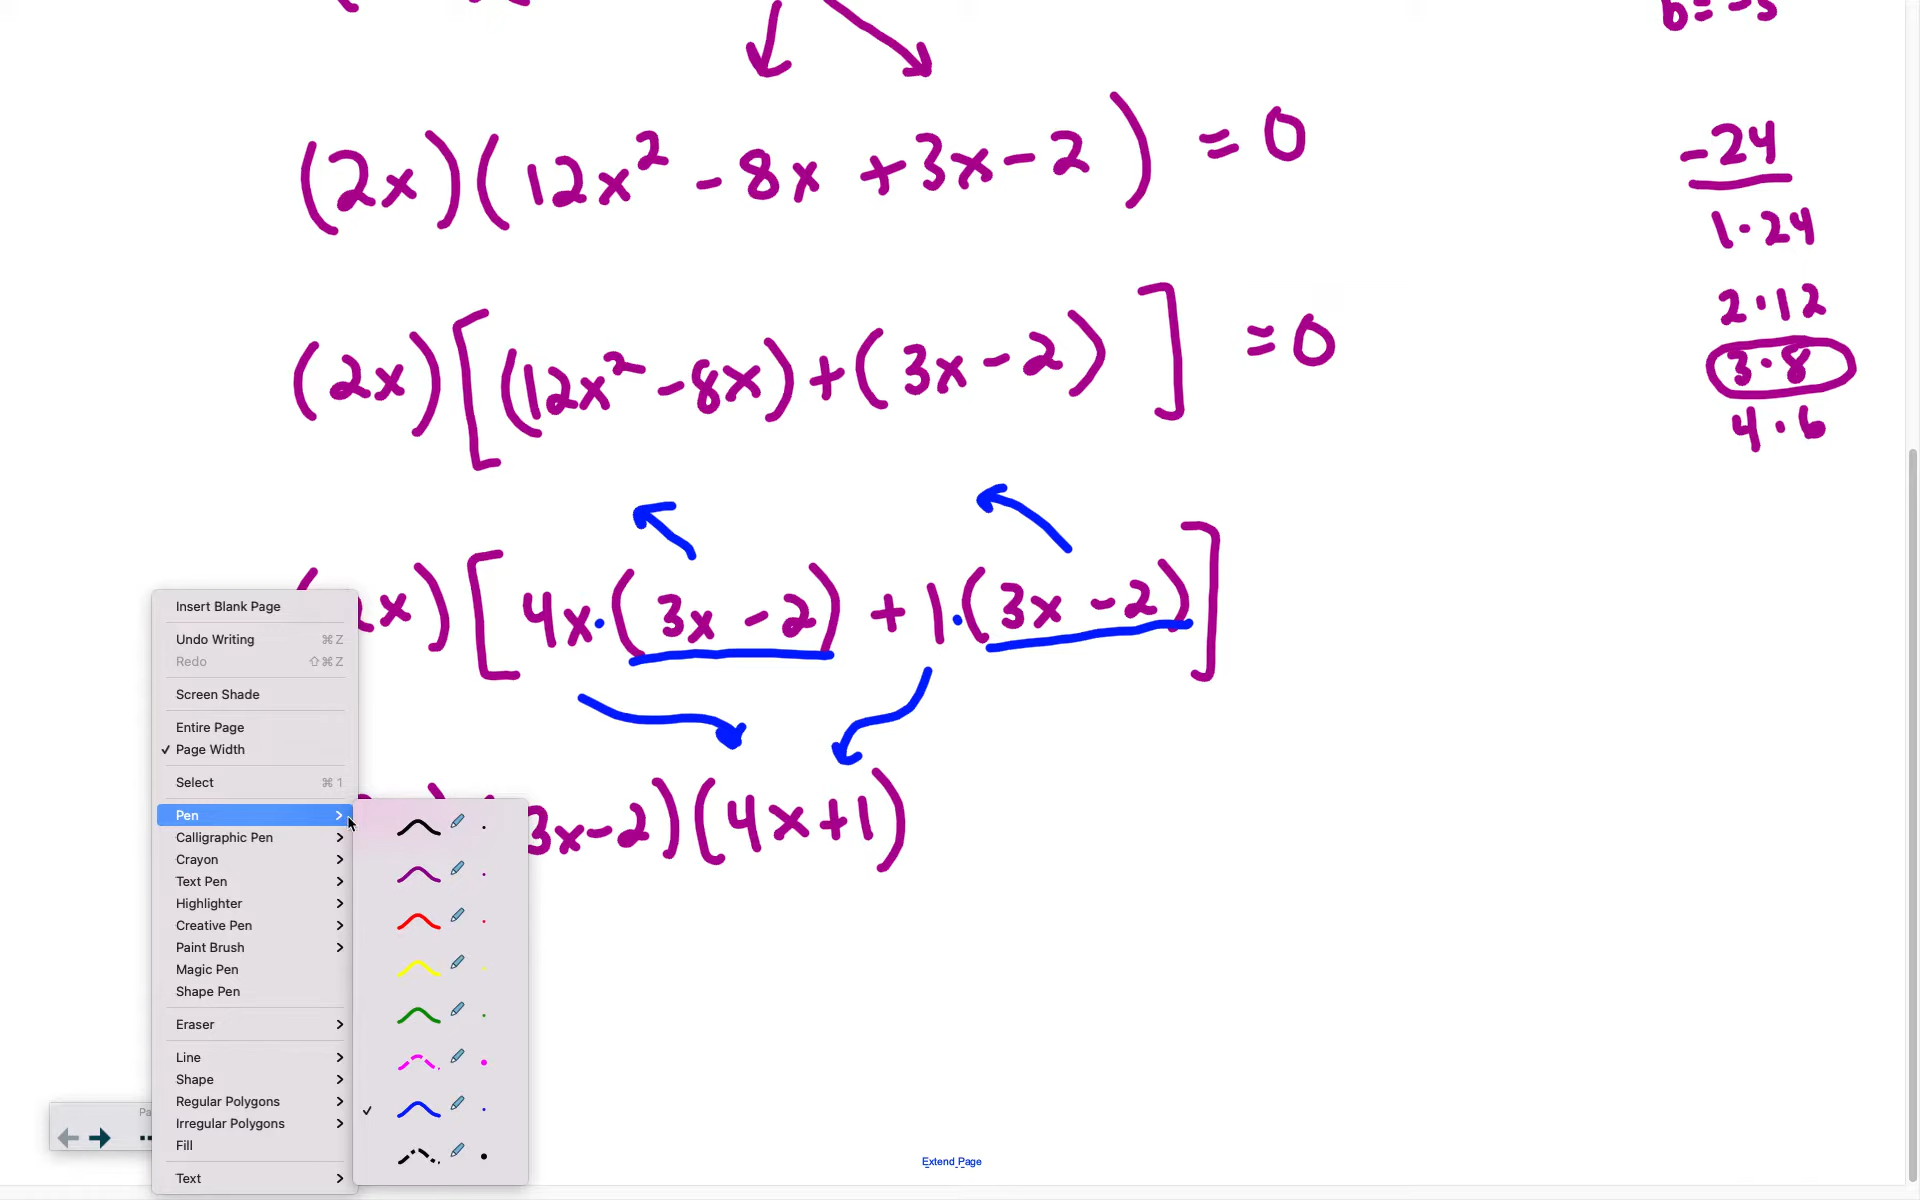 b = -5
(2x)(12x² - 8x + 3x - 2) = 0
-24
1·24
2·12
(2x)[(12x² - 8x) + (3x - 2)] = 0
3·8
4·6
x)[4x·(3x - 2) + 1·(3x - 2)]
3x - 2)(4x + 1)
Insert Blank Page
Undo Writing ⌘Z
Redo ⇧⌘Z
Screen Shade
Entire Page
✓ Page Width
Select ⌘1
Pen >
Calligraphic Pen >
Crayon >
Text Pen >
Highlighter >
Creative Pen >
Paint Brush >
Magic Pen
Shape Pen
Eraser >
Line >
Shape >
Regular Polygons >
Irregular Polygons >
Fill
Text >
Pa
Extend Page